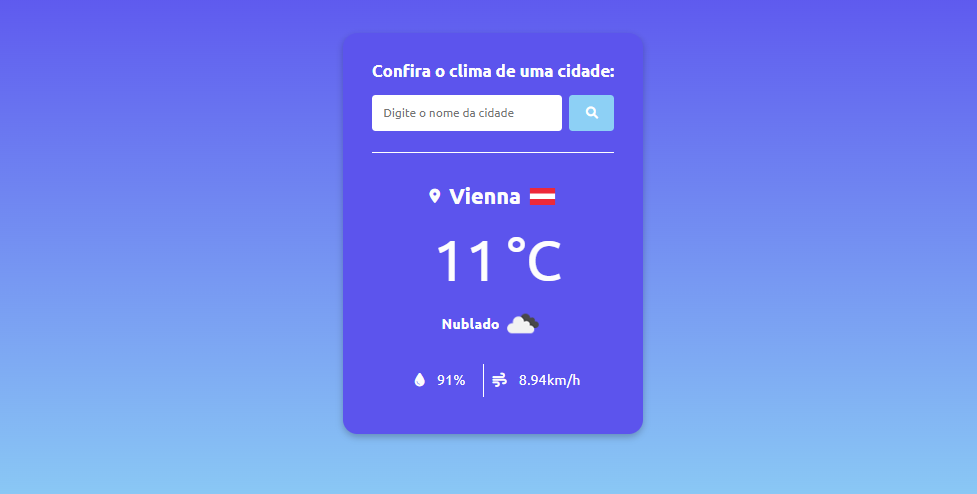 Confira o clima de uma cidade:
Digite o nome da cidade
Vienna
11 °C
Nublado
91% 8.94km/h